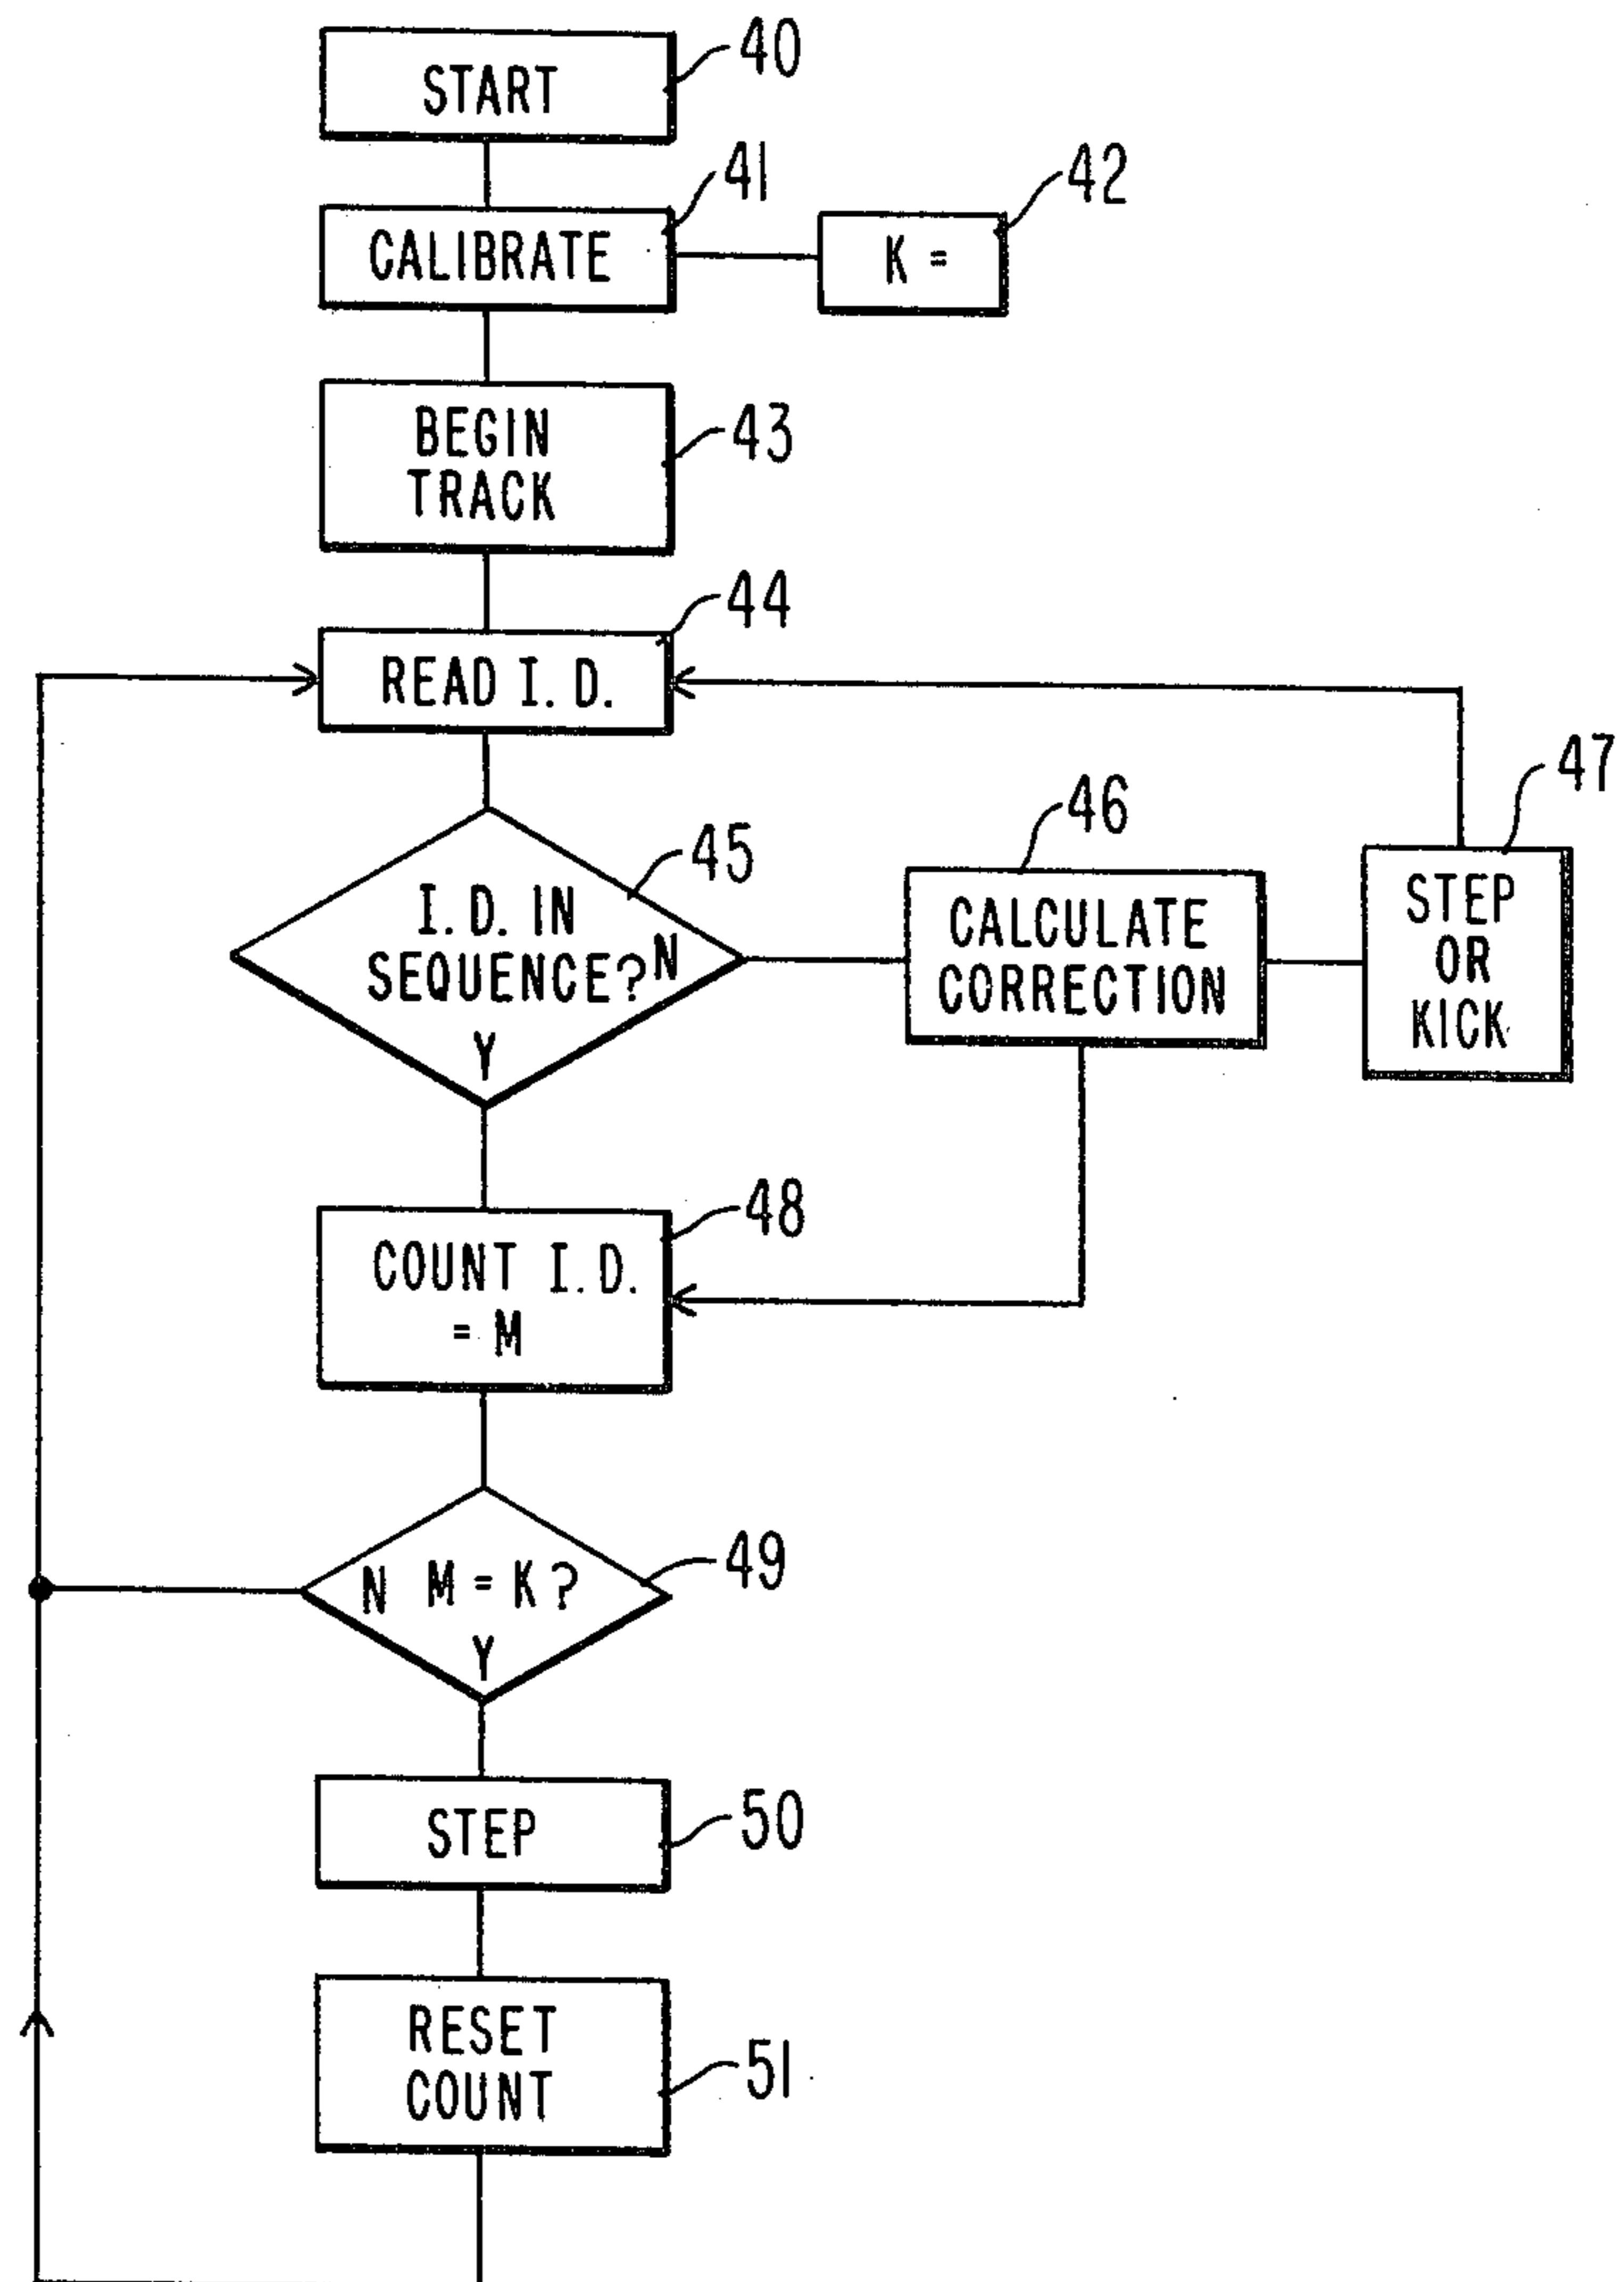 40
START
41
CALIBRATE
42
K =
43
BEGIN
TRACK
44
READ I. D.
45
I. D. IN
SEQUENCE?
N
Y
46
CALCULATE
CORRECTION
47
STEP
OR
KICK
48
COUNT I. D.
= M
49
N M = K ?
Y
50
STEP
51
RESET
COUNT